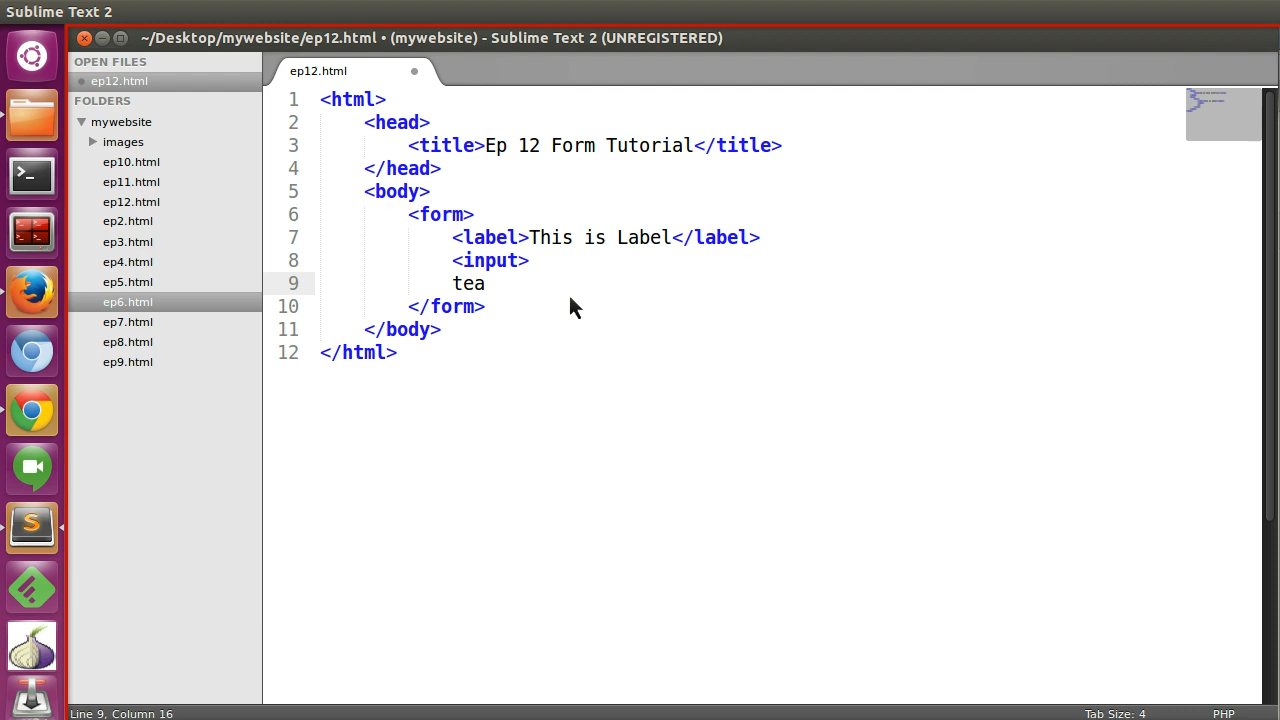 Sublime Text 2
~/Desktop/mywebsite/ep12.html • (mywebsite) - Sublime Text 2 (UNREGISTERED)
OPEN FILES
ep12.html
FOLDERS
mywebsite
images
ep10.html
ep11.html
ep12.html
ep2.html
ep3.html
ep4.html
ep5.html
ep6.html
ep7.html
ep8.html
ep9.html
ep12.html
1 <html>
2 <head>
3 <title>Ep 12 Form Tutorial</title>
4 </head>
5 <body>
6 <form>
7 <label>This is Label</label>
8 <input>
9 tea
10 </form>
11 </body>
12 </html>
Line 9, Column 16
Tab Size: 4
PHP